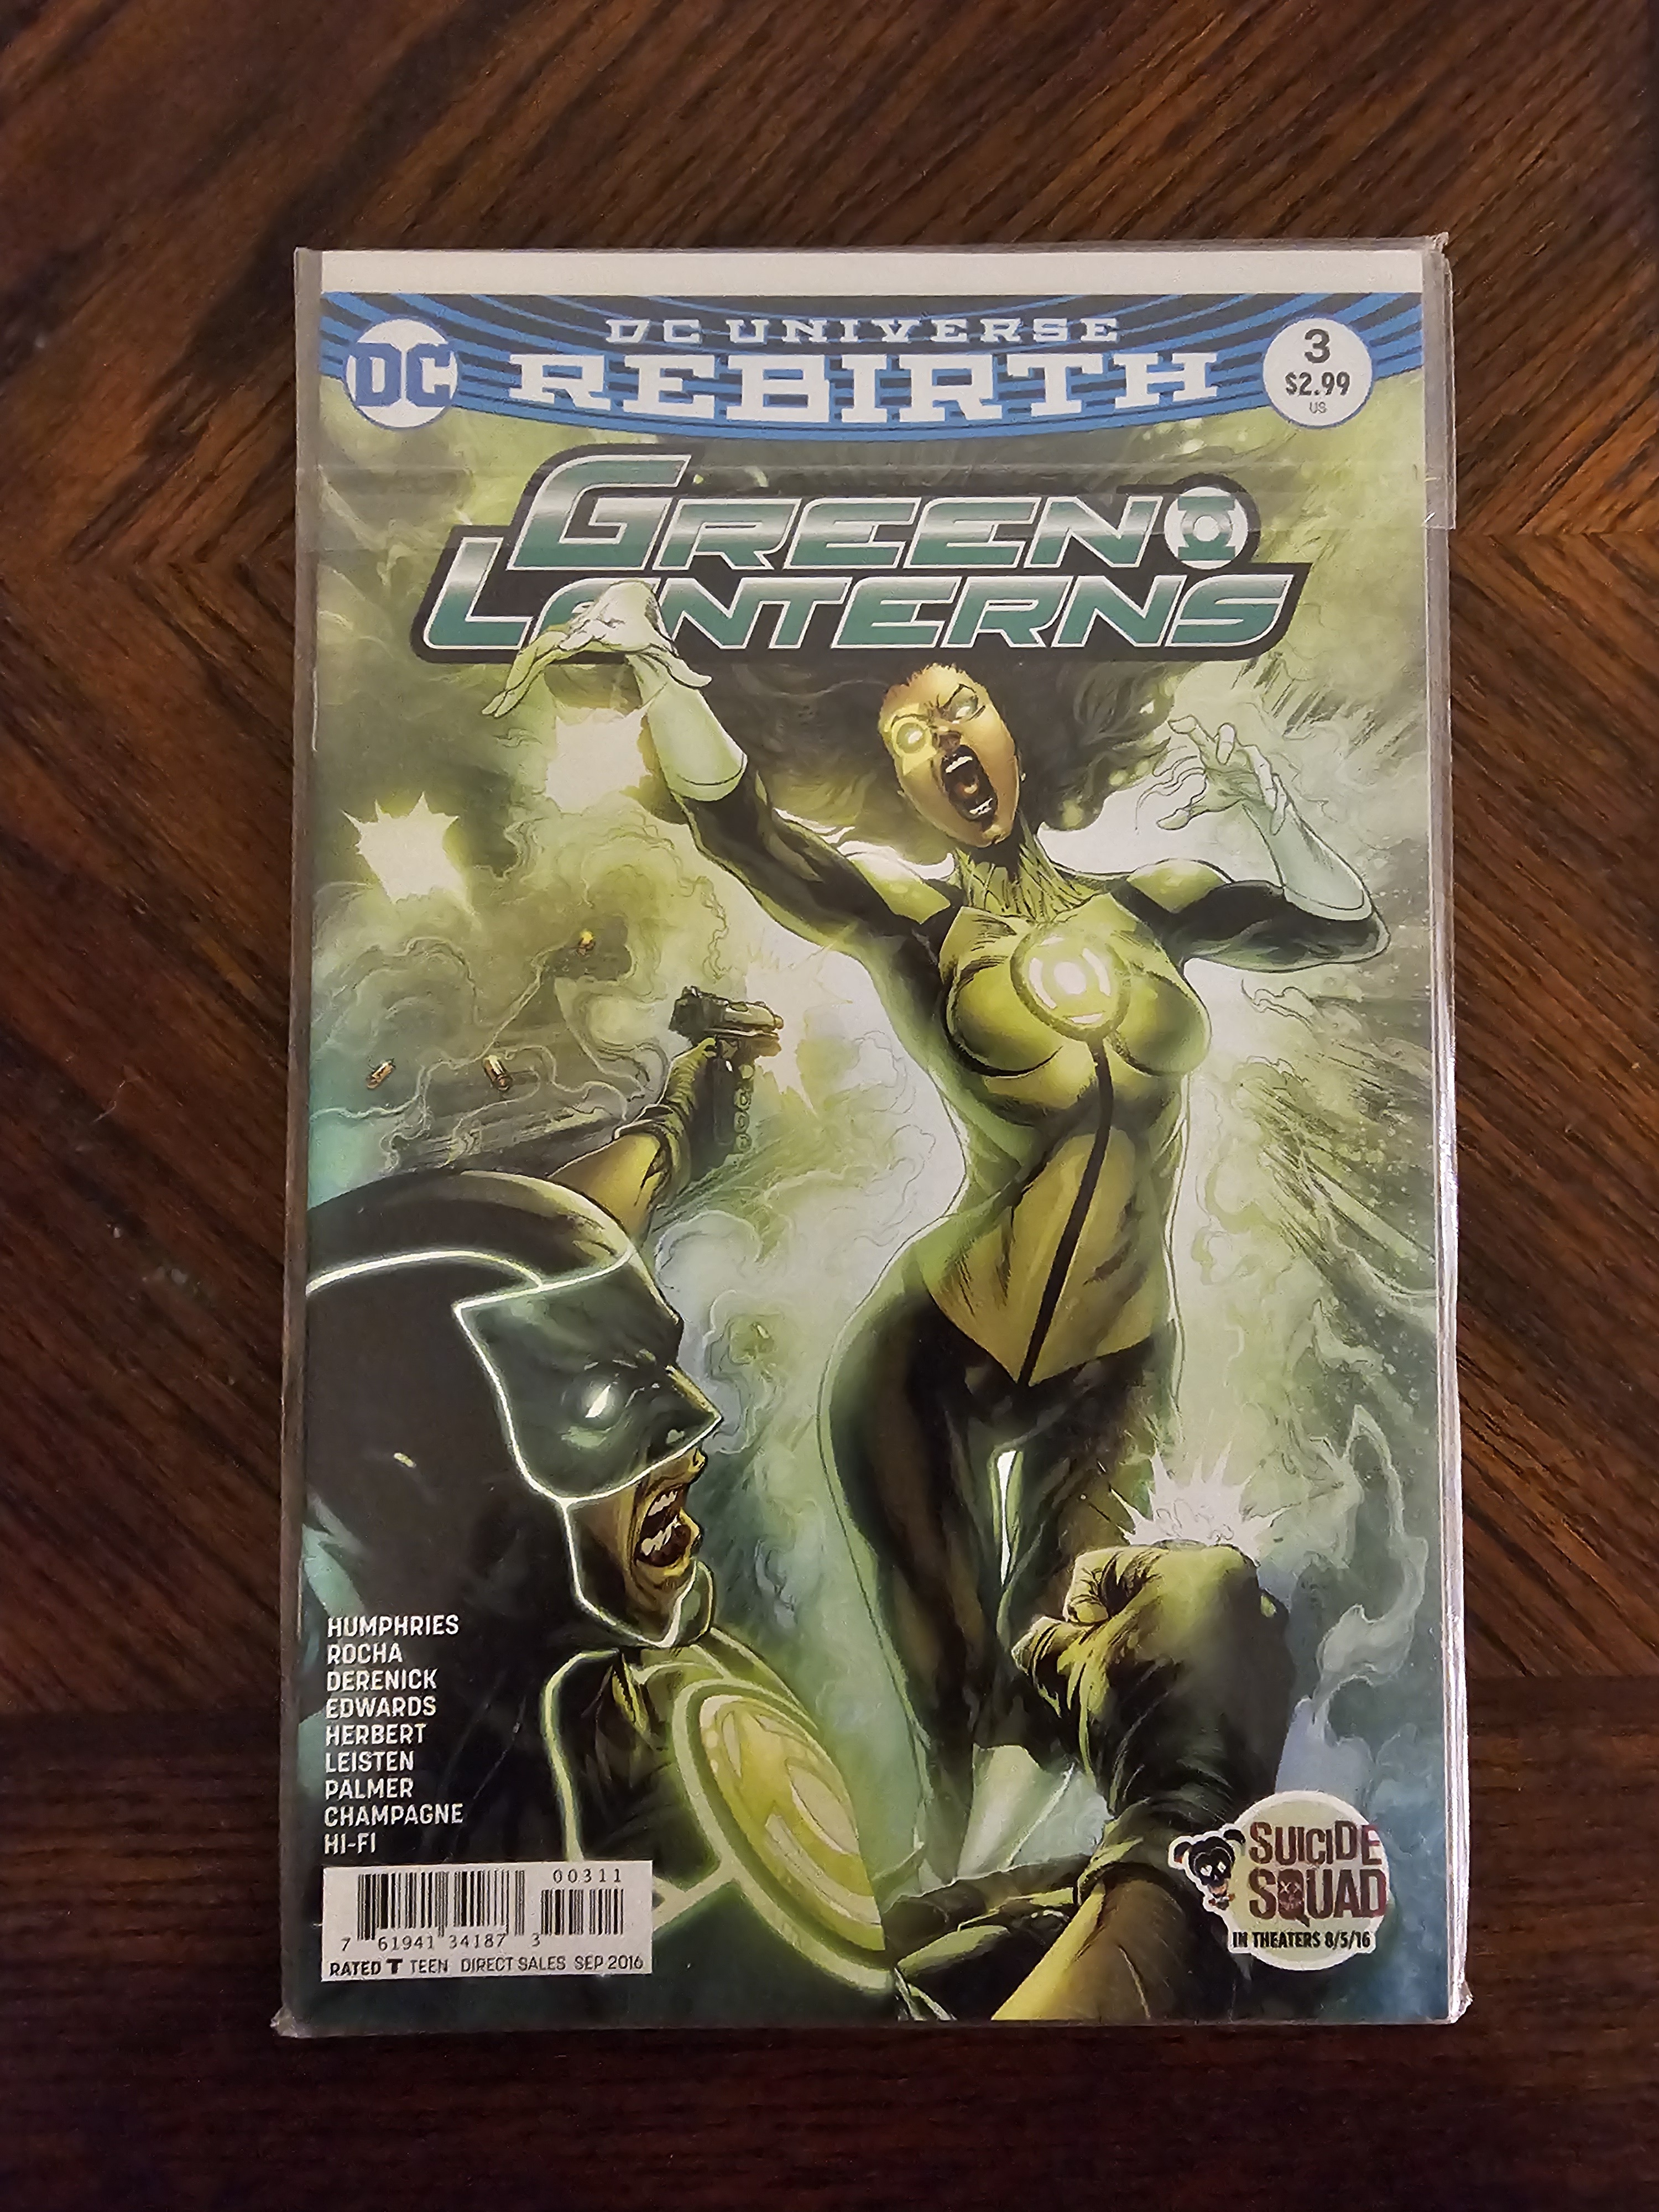 DC UNIVERSE
DC
REBIRTH
3
$2.99
US
GREEN
LANTERNS
HUMPHRIES
ROCHA
DERENICK
EDWARDS
HERBERT
LEISTEN
PALMER
CHAMPAGNE
HI-FI
00311
7 61941 34187 3
RATED T TEEN DIRECT SALES SEP 2016
SUICIDE
SQUAD
IN THEATERS 8/5/16